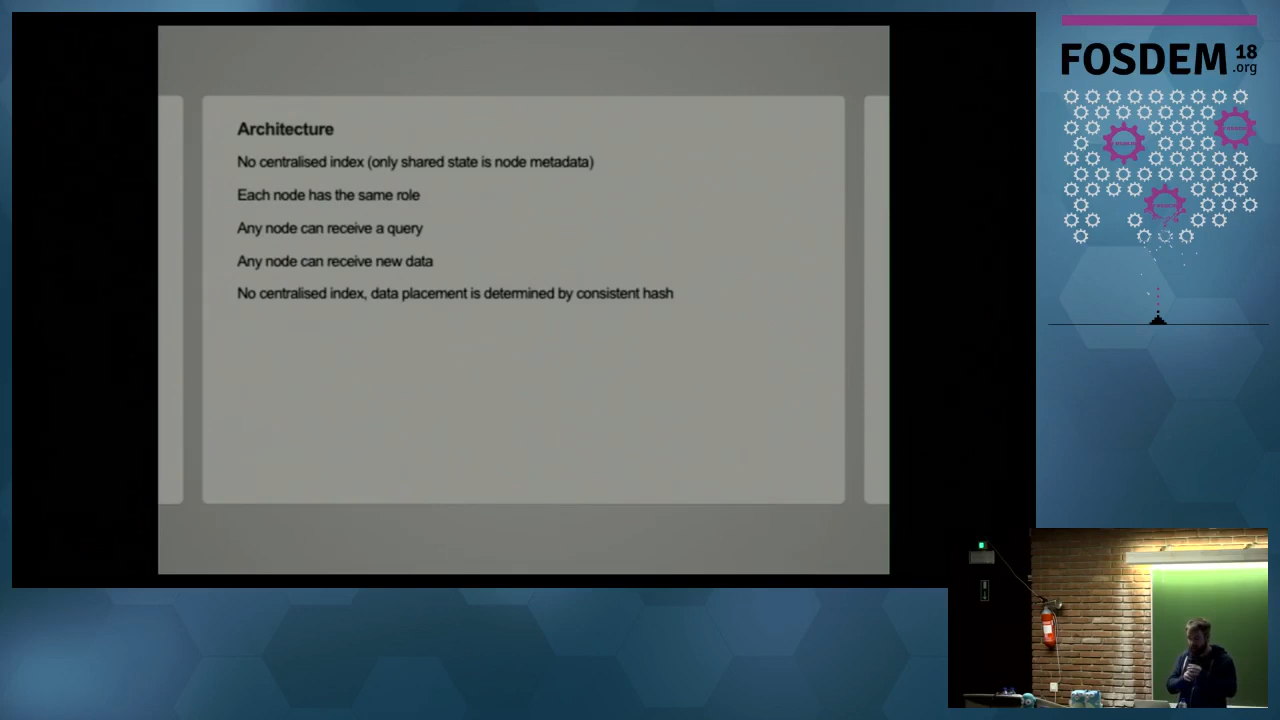 Architecture
No centralised index (only shared state is node metadata)
Each node has the same role
Any node can receive a query
Any node can receive new data
No centralised index, data placement is determined by consistent hash
FOSDEM 18
.org